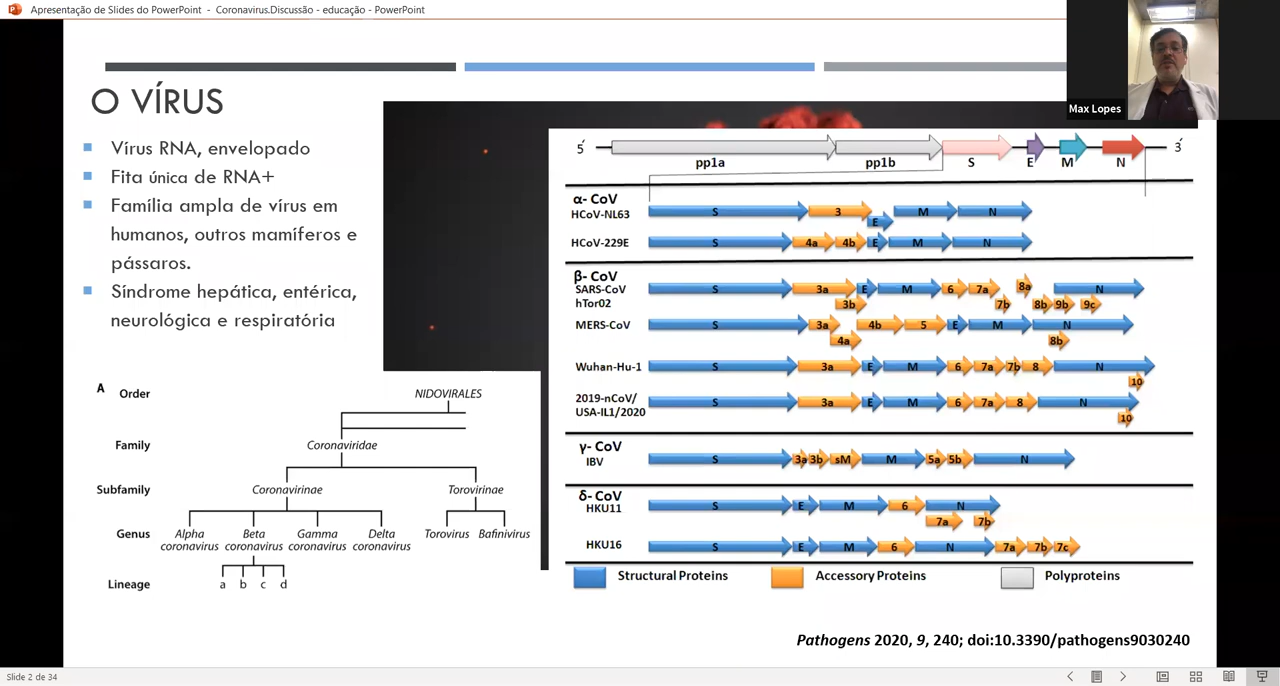 Apresentação de Slides do PowerPoint - Coronavirus.Discussão - educação - PowerPoint
Max Lopes
O VÍRUS
Vírus RNA, envelopado
Fita única de RNA+
Família ampla de vírus em
humanos, outros mamíferos e
pássaros.
Síndrome hepática, entérica,
neurológica e respiratória
A
Order NIDOVIRALES
Family Coronaviridae
Subfamily Coronavirinae Torovirinae
Genus Alpha coronavirus Beta coronavirus Gamma coronavirus Delta coronavirus Torovirus Bafinivirus
Lineage a b c d
5´ 3´
pp1a pp1b S E M N
α- CoV
HCoV-NL63 S 3 E M N
HCoV-229E S 4a 4b E M N
β- CoV
SARS-CoV S 3a E M 6 7a 8a N
hTor02 3b 7b 8b 9b 9c
MERS-CoV S 3a 4b 5 E M N
4a 8b
Wuhan-Hu-1 S 3a E M 6 7a 7b 8 N
10
2019-nCoV/ S 3a E M 6 7a 8 N
USA-IL1/2020 10
γ- CoV
IBV S 3a 3b sM M 5a 5b N
δ- CoV
HKU11 S E M 6 N
7a 7b
HKU16 S E M 6 N 7a 7b 7c
Structural Proteins Accessory Proteins Polyproteins
Pathogens 2020, 9, 240; doi:10.3390/pathogens9030240
Slide 2 de 34